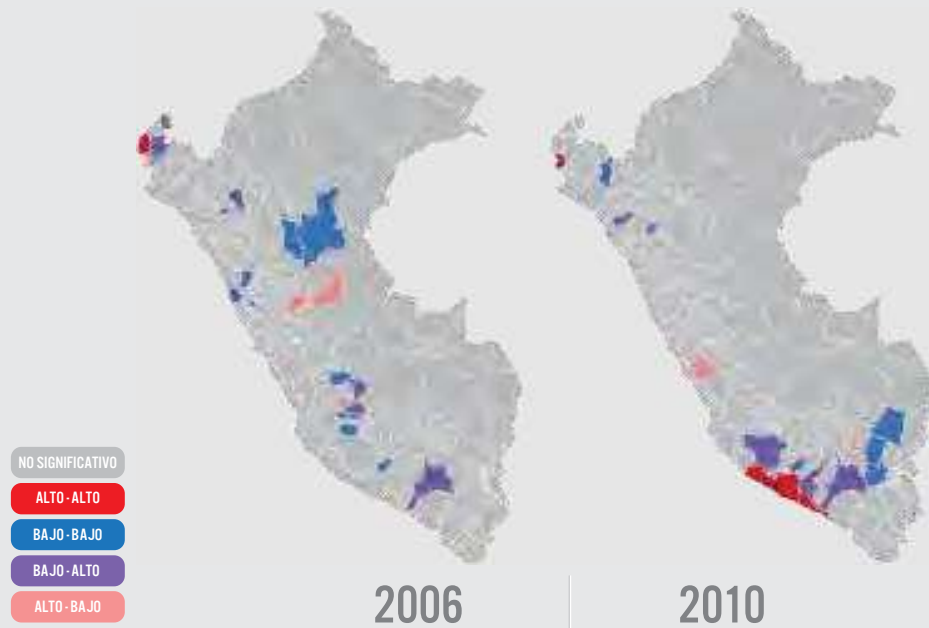 NO SIGNIFICATIVO
ALTO - ALTO
BAJO - BAJO
BAJO - ALTO
ALTO - BAJO
2006
2010